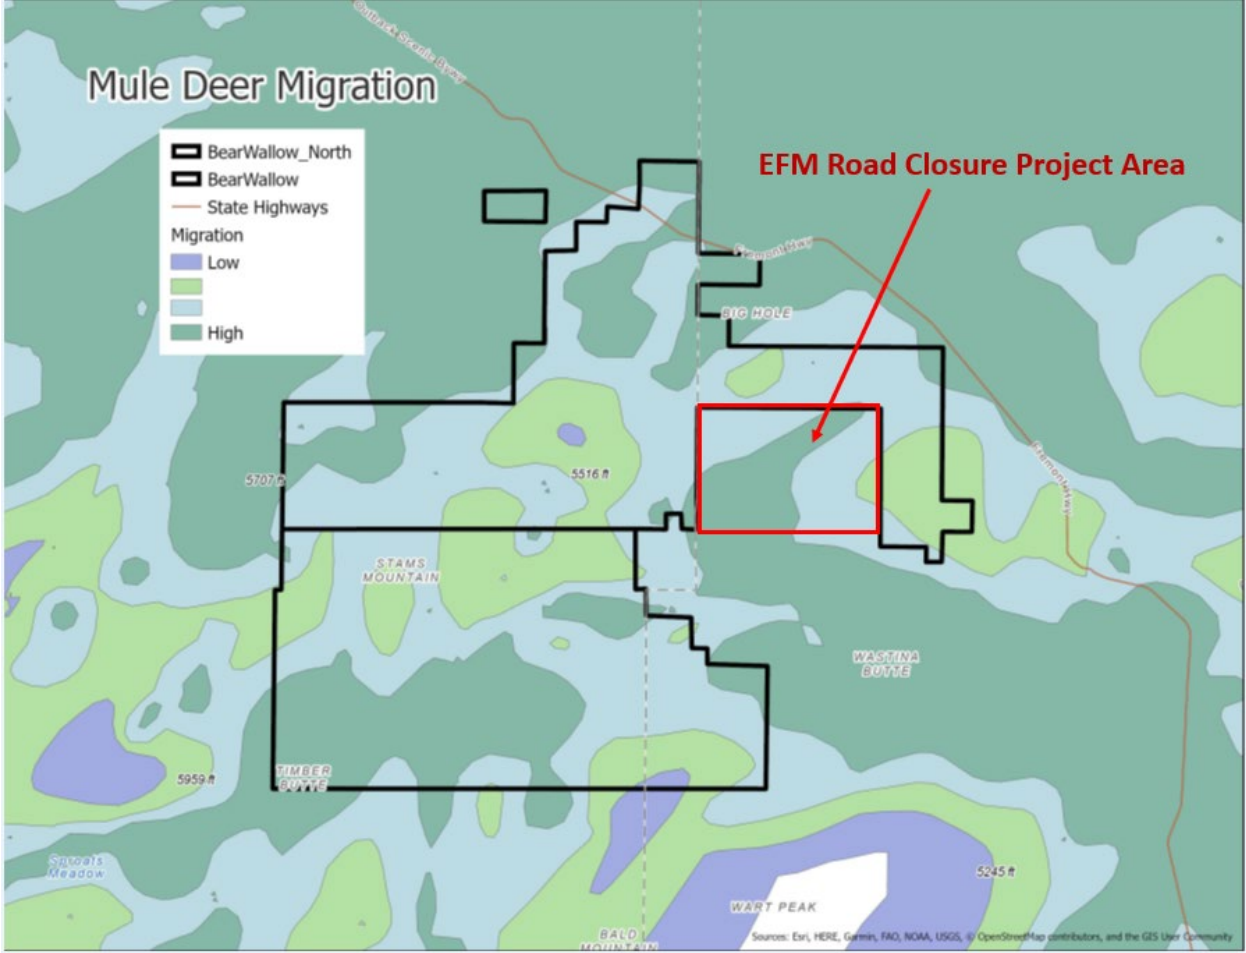 Outback Scenic Bywy
Mule Deer Migration
BearWallow_North
BearWallow
State Highways
Migration
Low
High
EFM Road Closure Project Area
Fremont Hwy
BIG HOLE
Fremont Hwy
5707 ft
5516 ft
STAMS
MOUNTAIN
WASTINA
BUTTE
TIMBER
BUTTE
5959 ft
Sproats
Meadow
5245 ft
WART PEAK
BALD
MOUNTAIN
Sources: Esri, HERE, Garmin, FAO, NOAA, USGS, © OpenStreetMap contributors, and the GIS User Community